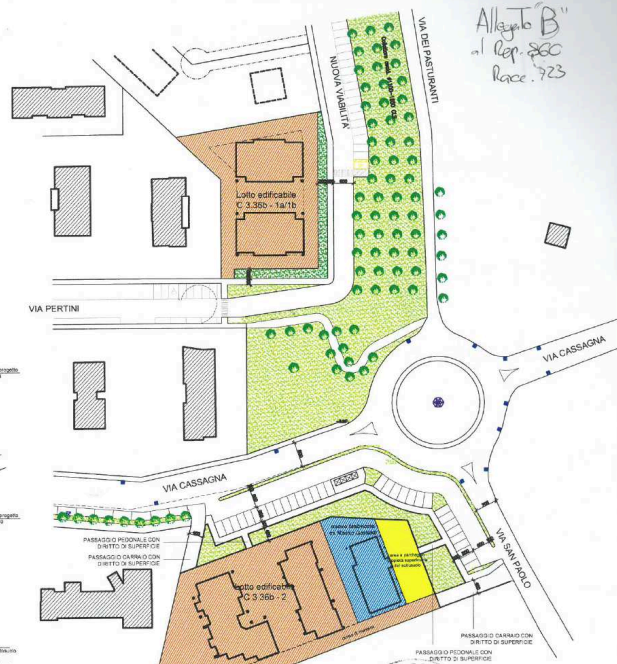 Allegato "B"
al Rep. 860
Racc. 723
VIA DEI PASTURANTI
NUOVA VIABILITA'
Lotto edificabile
C 3.36b - 1a/1b
VIA PERTINI
VIA CASSAGNA
VIA CASSAGNA
VIA SAN PAOLO
PASSAGGIO PEDONALE CON
DIRITTO DI SUPERFICIE
PASSAGGIO CARRAIO CON
DIRITTO DI SUPERFICIE
Lotto edificabile
C 3.36b - 2
PASSAGGIO CARRAIO CON
DIRITTO DI SUPERFICIE
PASSAGGIO PEDONALE CON
DIRITTO DI SUPERFICIE